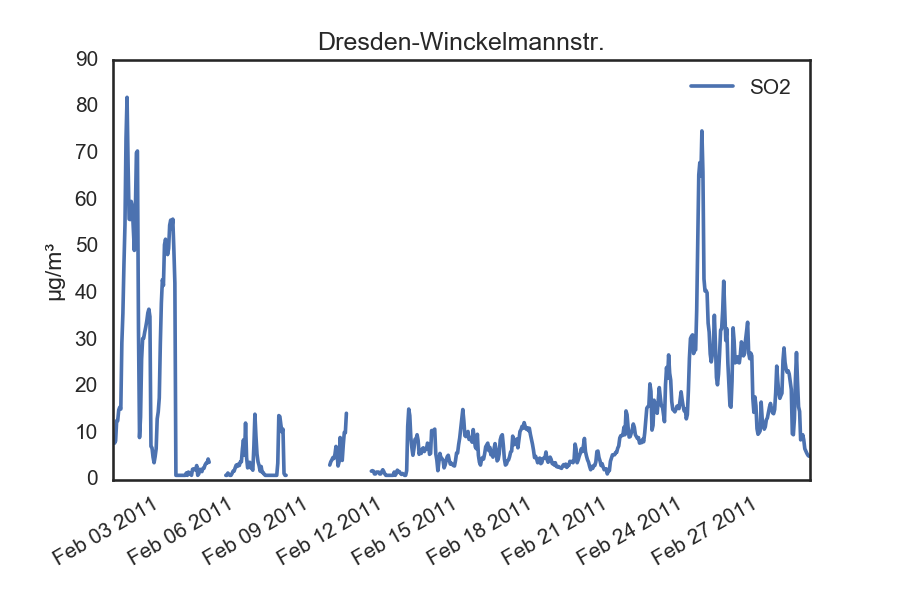 Dresden-Winckelmannstr.
SO2
µg/m³
90
80
70
60
50
40
30
20
10
0
Feb 03 2011
Feb 06 2011
Feb 09 2011
Feb 12 2011
Feb 15 2011
Feb 18 2011
Feb 21 2011
Feb 24 2011
Feb 27 2011